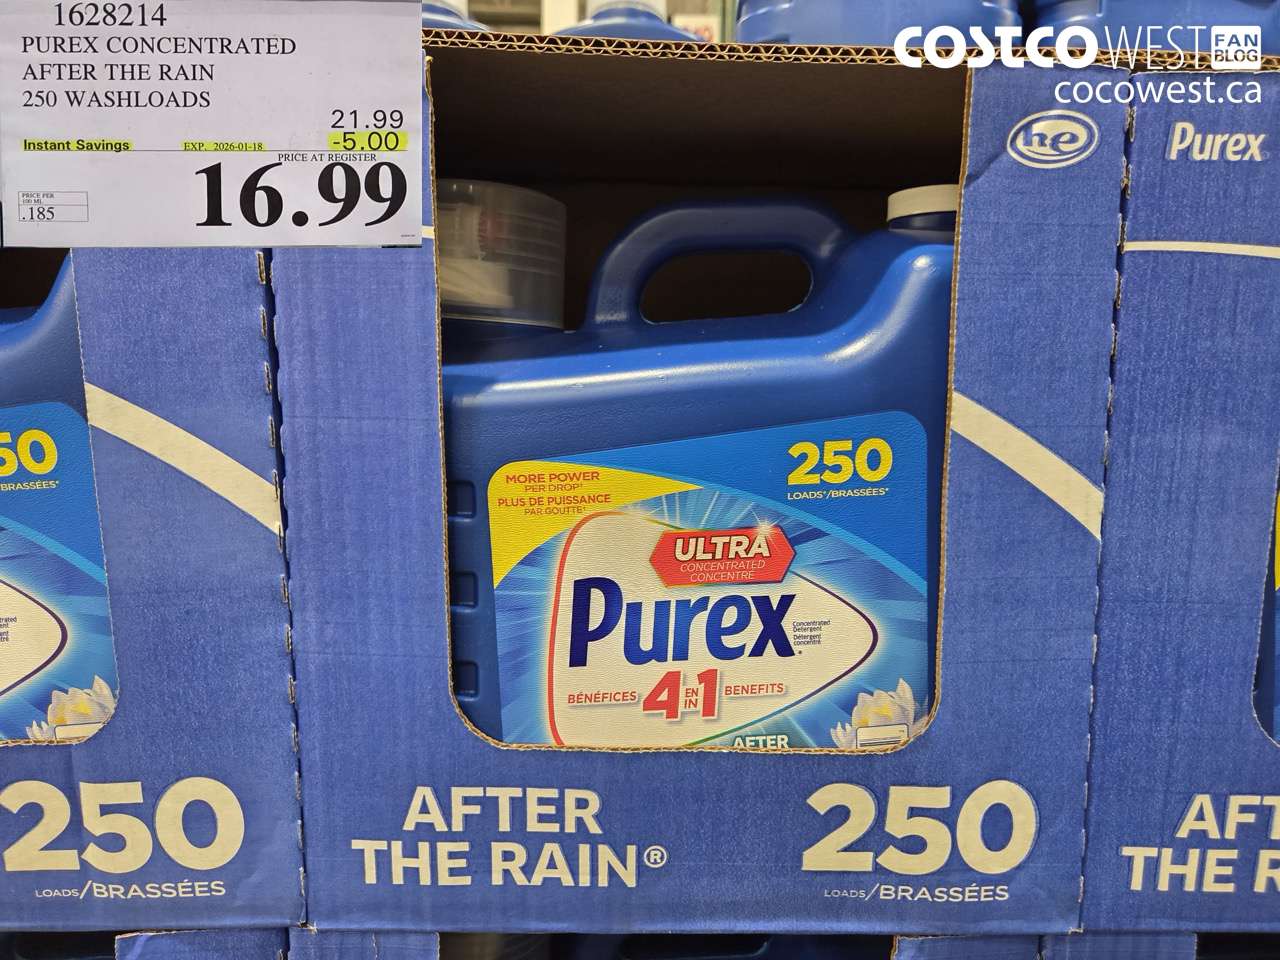 1628214
PUREX CONCENTRATED
AFTER THE RAIN
250 WASHLOADS
21.99
Instant Savings EXP. 2026-01-18 -5.00
PRICE AT REGISTER
16.99
PRICE PER
100 ML
.185
COSTCO WEST FAN BLOG
cocowest.ca
he
Purex
50
BRASSÉES*
MORE POWER
PER DROP†
PLUS DE PUISSANCE
PAR GOUTTE†
250
LOADS*/BRASSÉES*
ULTRA
CONCENTRATED
CONCENTRÉ
Purex
Concentrated
Detergent
Détergent
concentré
BÉNÉFICES 4 EN IN 1 BENEFITS
AFTER
250
LOADS/BRASSÉES
AFTER
THE RAIN®
250
LOADS/BRASSÉES
AFT
THE R